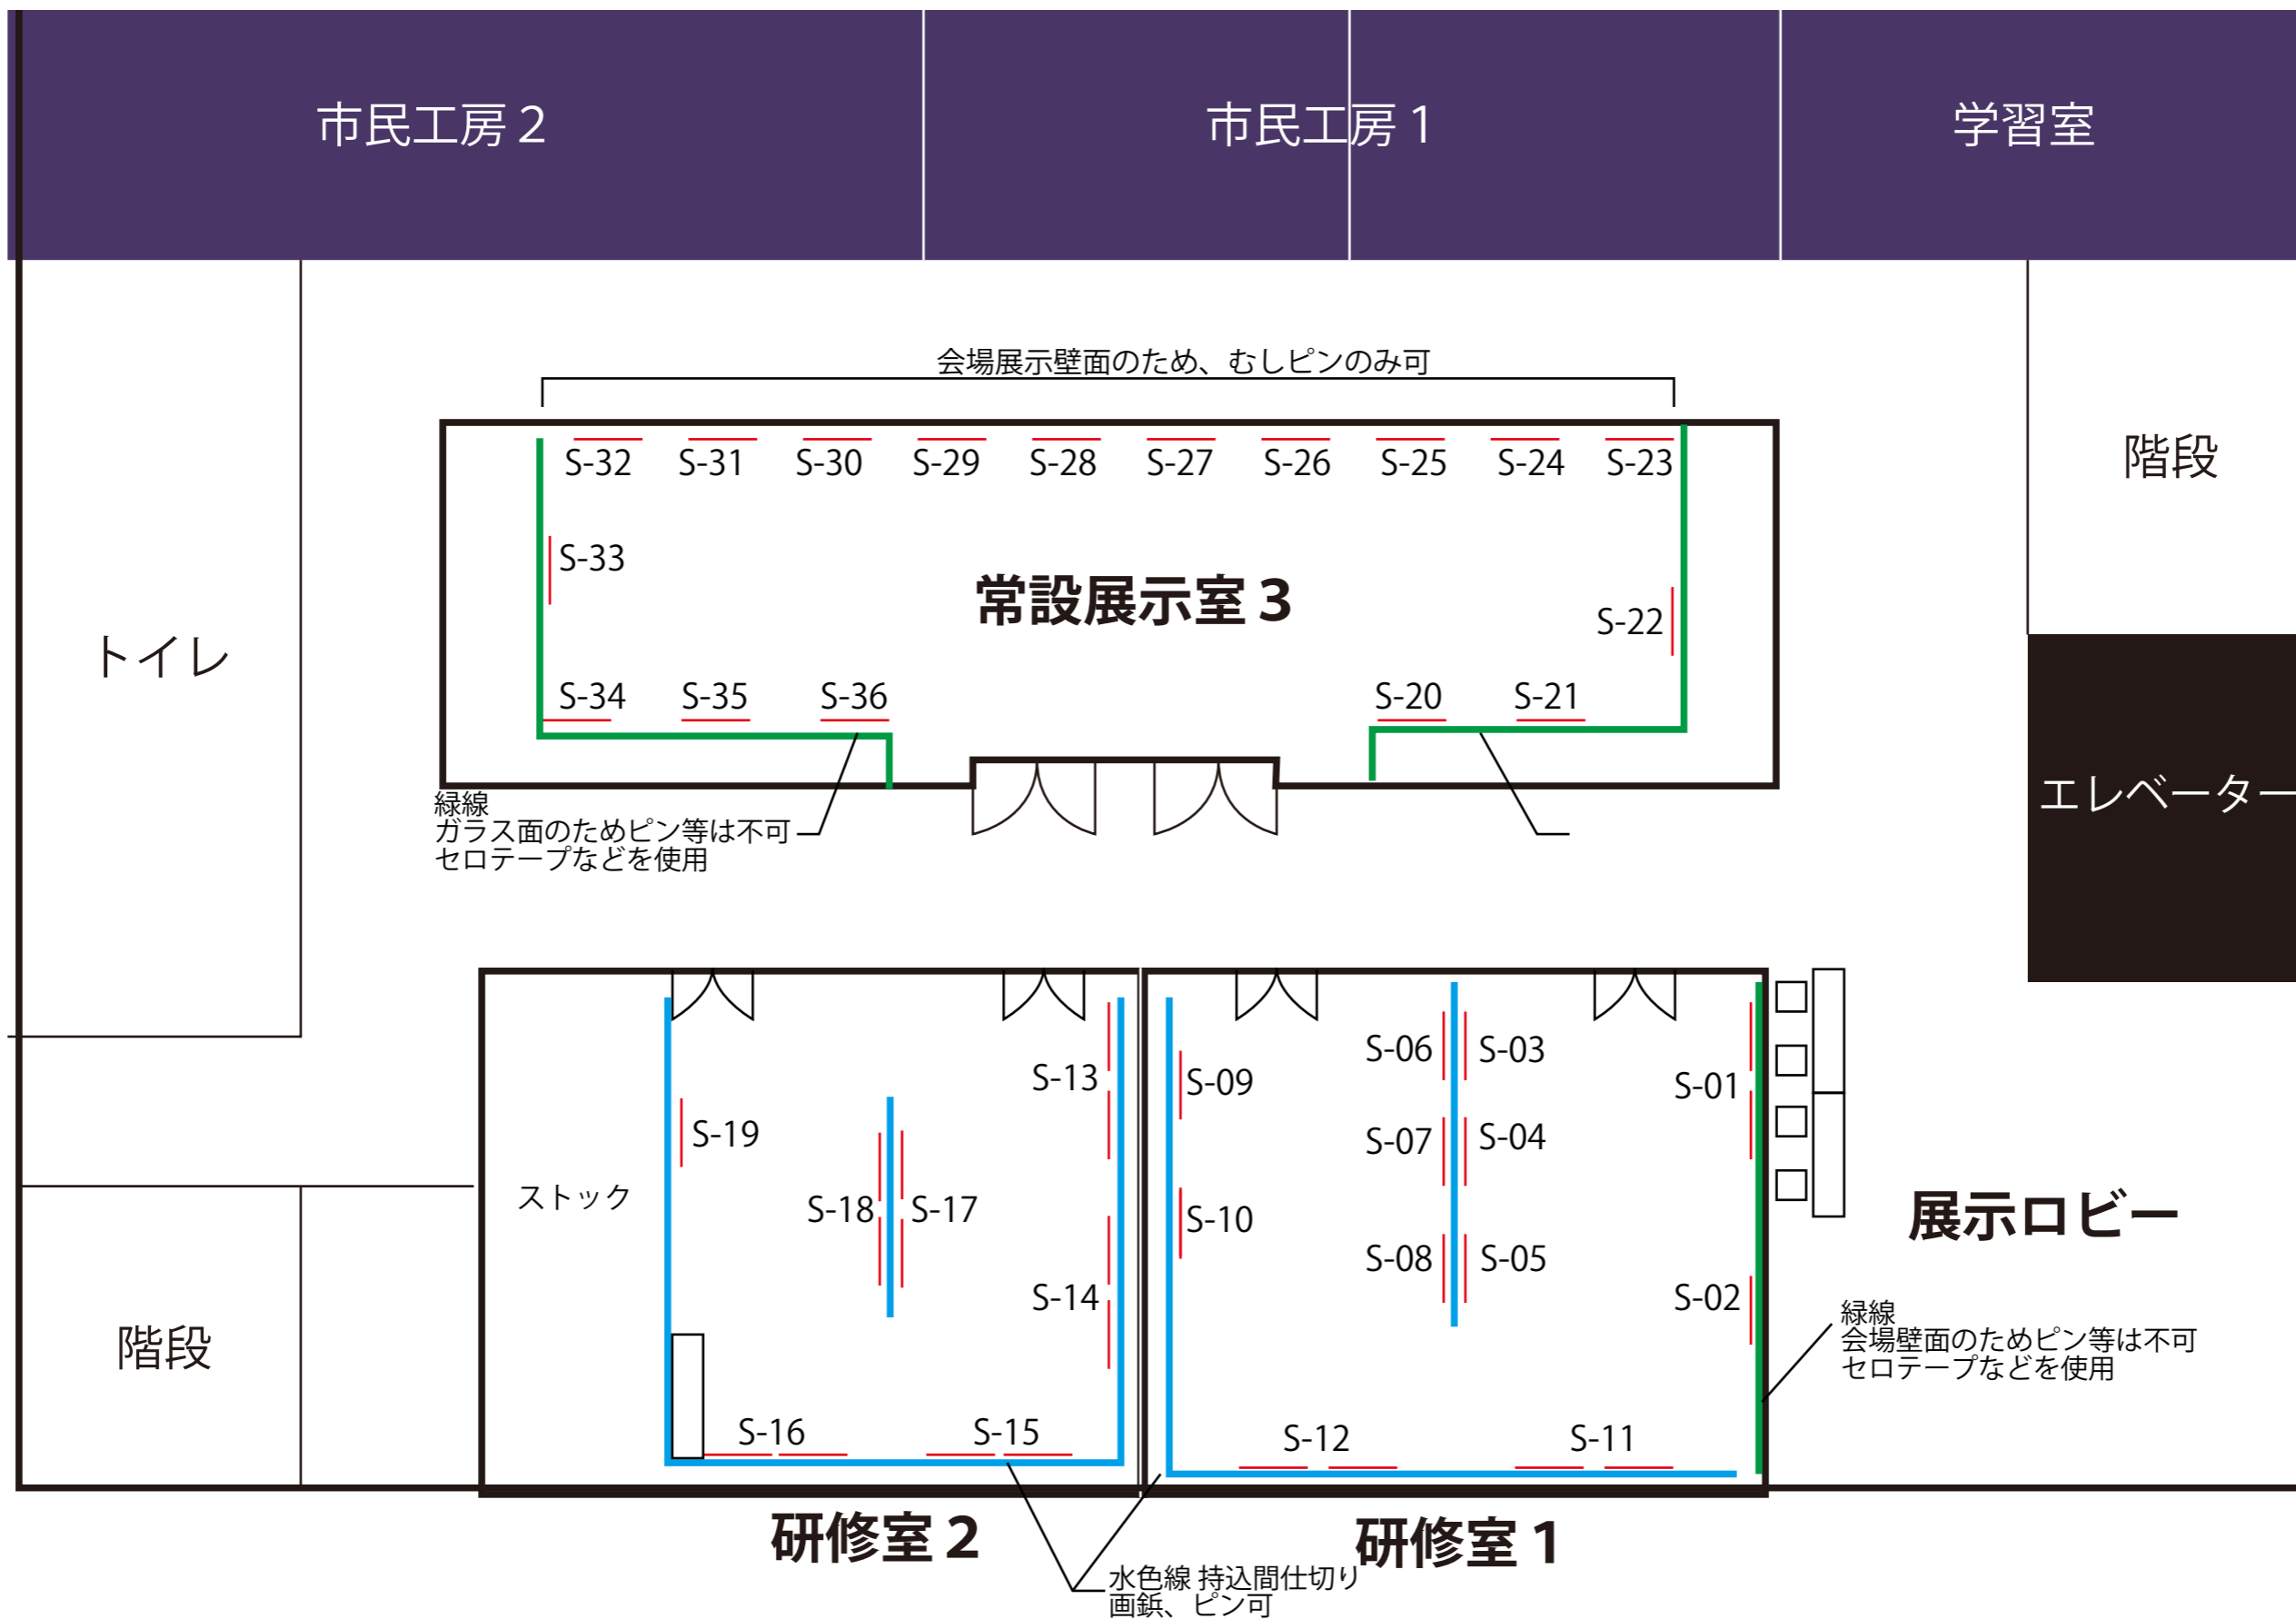 市民工房２
市民工房１
学習室
会場展示壁面のため、むしピンのみ可
S-32
S-31
S-30
S-29
S-28
S-27
S-26
S-25
S-24
S-23
階段
S-33
常設展示室３
S-22
トイレ
S-34
S-35
S-36
S-20
S-21
エレベーター
緑線
ガラス面のためピン等は不可
セロテープなどを使用
S-06
S-03
S-13
S-09
S-01
S-19
S-07
S-04
ストック
S-18
S-17
S-10
展示ロビー
S-08
S-05
S-14
S-02
緑線
会場壁面のためピン等は不可
セロテープなどを使用
階段
S-16
S-15
S-12
S-11
研修室２
研修室１
水色線 持込間仕切り
画鋲、ピン可